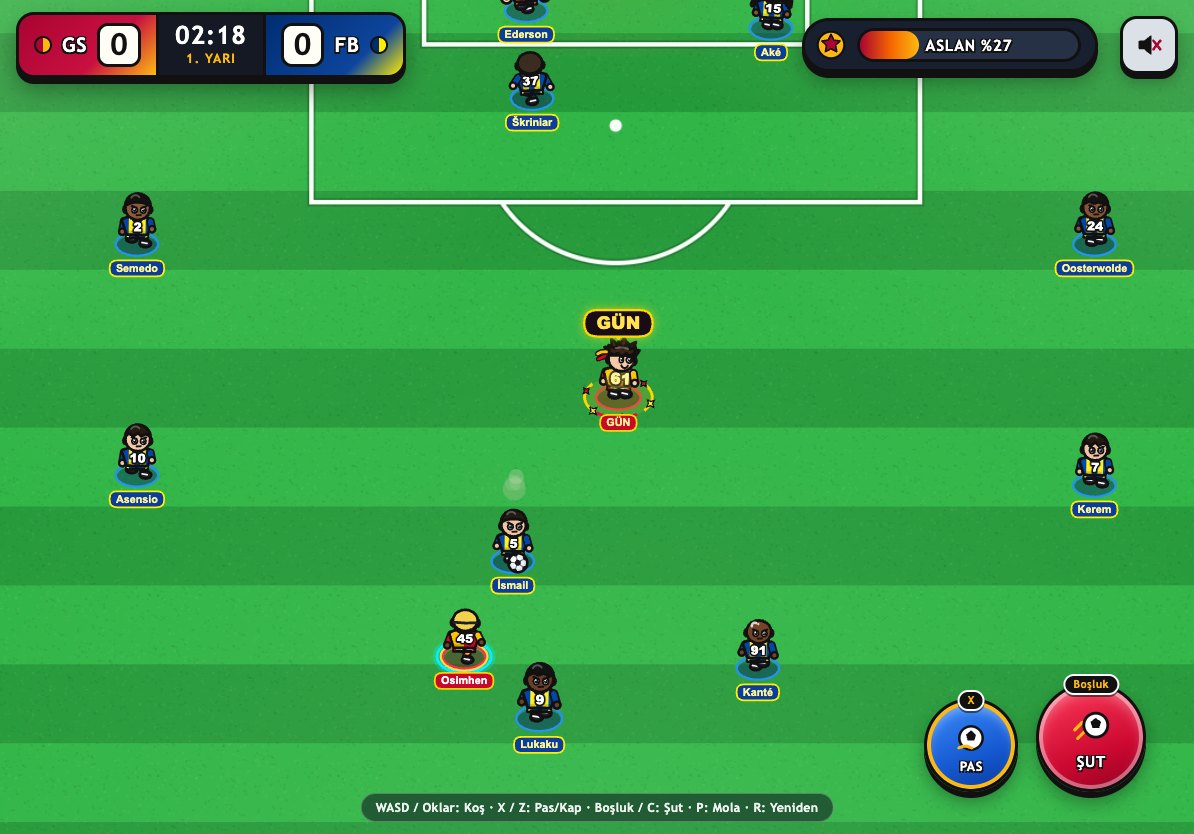 GS 0 02:18 0 FB
1. YARI
ASLAN %27
Ederson
15
Aké
37
Škriniar
2
Semedo
24
Oosterwolde
GÜN
61
GÜN
10
Asensio
7
Kerem
5
İsmail
45
Osimhen
91
Kanté
9
Lukaku
X
PAS
Boşluk
ŞUT
WASD / Oklar: Koş · X / Z: Pas/Kap · Boşluk / C: Şut · P: Mola · R: Yeniden